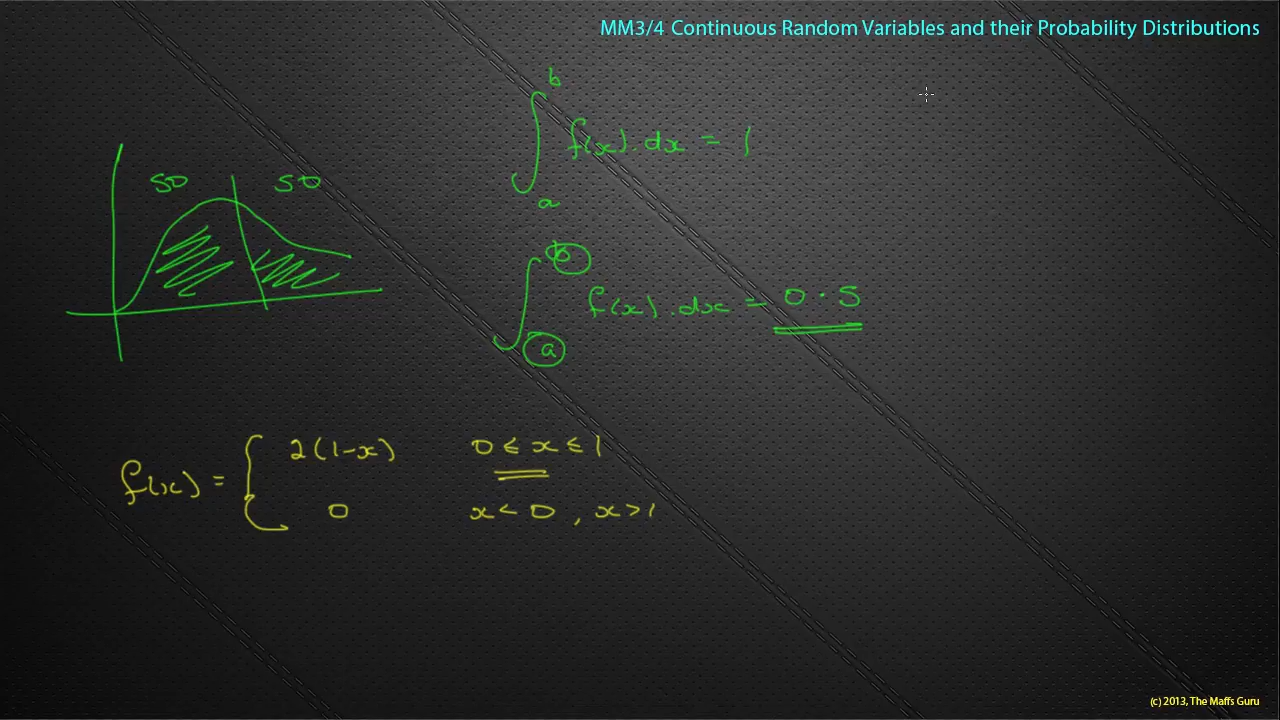 MM3/4 Continuous Random Variables and their Probability Distributions
b
∫ f(x).dx = 1
a
50 50
b
∫ f(x).dx = 0.5
a
f(x) = { 2(1-x) 0 ≤ x ≤ 1
0 x < 0 , x > 1
(c) 2013, The Maffs Guru